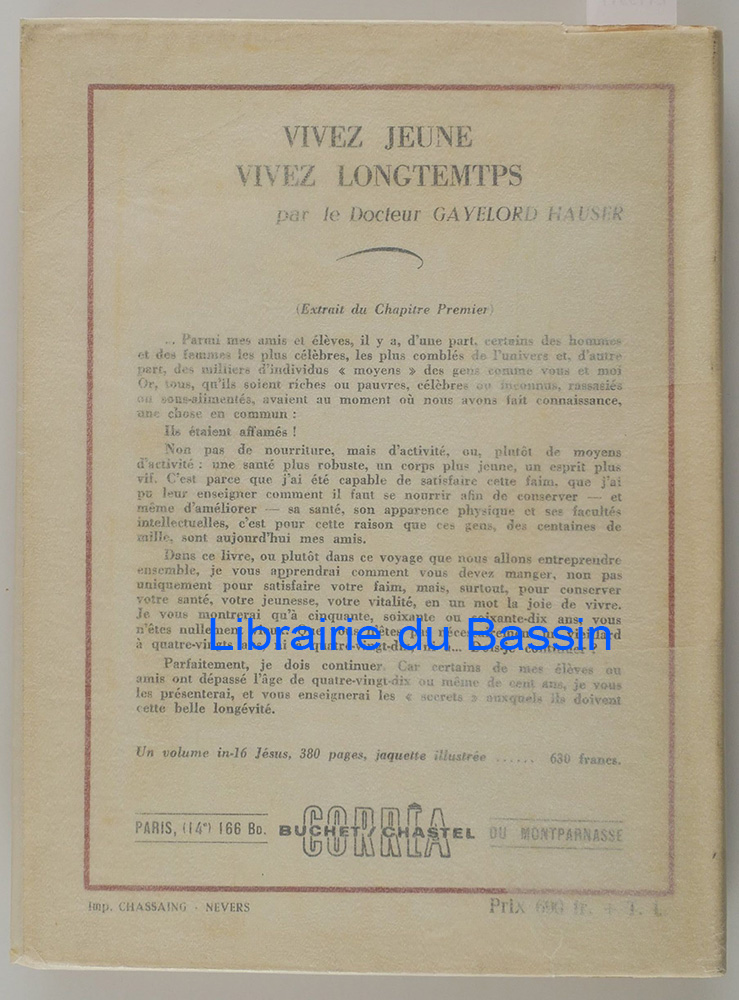 VIVEZ JEUNE
VIVEZ LONGTEMTPS
par le Docteur GAYELORD HAUSER
(Extrait du Chapitre Premier)
... Parmi mes amis et élèves, il y a, d'une part, certains des hommes
et des femmes les plus célèbres, les plus comblés de l'univers et, d'autre
part, des milliers d'individus « moyens » des gens comme vous et moi
Or, tous, qu'ils soient riches ou pauvres, célèbres ou inconnus, rassasiés
ou sous-alimentés, avaient au moment où nous avons fait connaissance,
une chose en commun :
Ils étaient affamés !
Non pas de nourriture, mais d'activité, ou, plutôt de moyens
d'activité : une santé plus robuste, un corps plus jeune, un esprit plus
vif. C'est parce que j'ai été capable de satisfaire cette faim, que j'ai
pu leur enseigner comment il faut se nourrir afin de conserver — et
même d'améliorer — sa santé, son apparence physique et ses facultés
intellectuelles, c'est pour cette raison que ces gens, des centaines de
mille, sont aujourd'hui mes amis.
Dans ce livre, ou plutôt dans ce voyage que nous allons entreprendre
ensemble, je vous apprendrai comment vous devez manger, non pas
uniquement pour satisfaire votre faim, mais, surtout, pour conserver
votre santé, votre jeunesse, votre vitalité, en un mot la joie de vivre.
Je vous montrerai qu'à cinquante, soixante ou soixante-dix ans, vous
n'êtes nullement
Librairie du Bassin
à quatre-vingt
Parfaitement, je dois continuer. Car certains de mes élèves ou
amis ont dépassé l'âge de quatre-vingt-dix ou même de cent ans, je vous
les présenterai, et vous enseignerai les « secrets » auxquels ils doivent
cette belle longévité.
Un volume in-16 Jésus, 380 pages, jaquette illustrée ...... 630 francs.
PARIS, (14e) 166 Bd. CORRÊA BUCHET/CHASTEL DU MONTPARNASSE
Imp. CHASSAING - NEVERS
Prix 690 fr. + T. l.